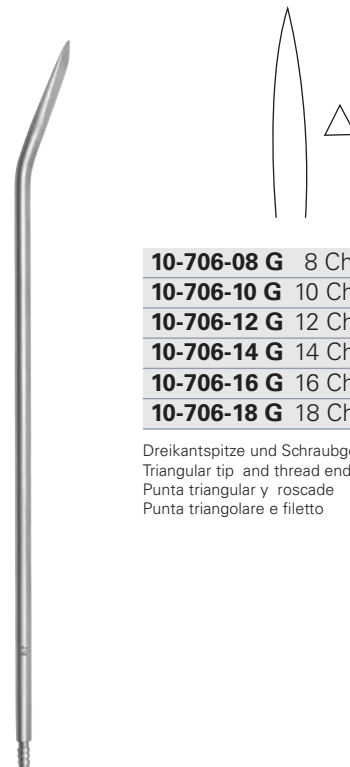 10-706-08 G 8 Ch
10-706-10 G 10 Ch
10-706-12 G 12 Ch
10-706-14 G 14 Ch
10-706-16 G 16 Ch
10-706-18 G 18 Ch
Dreikantspitze und Schraubge
Triangular tip and thread end
Punta triangular y roscade
Punta triangolare e filetto